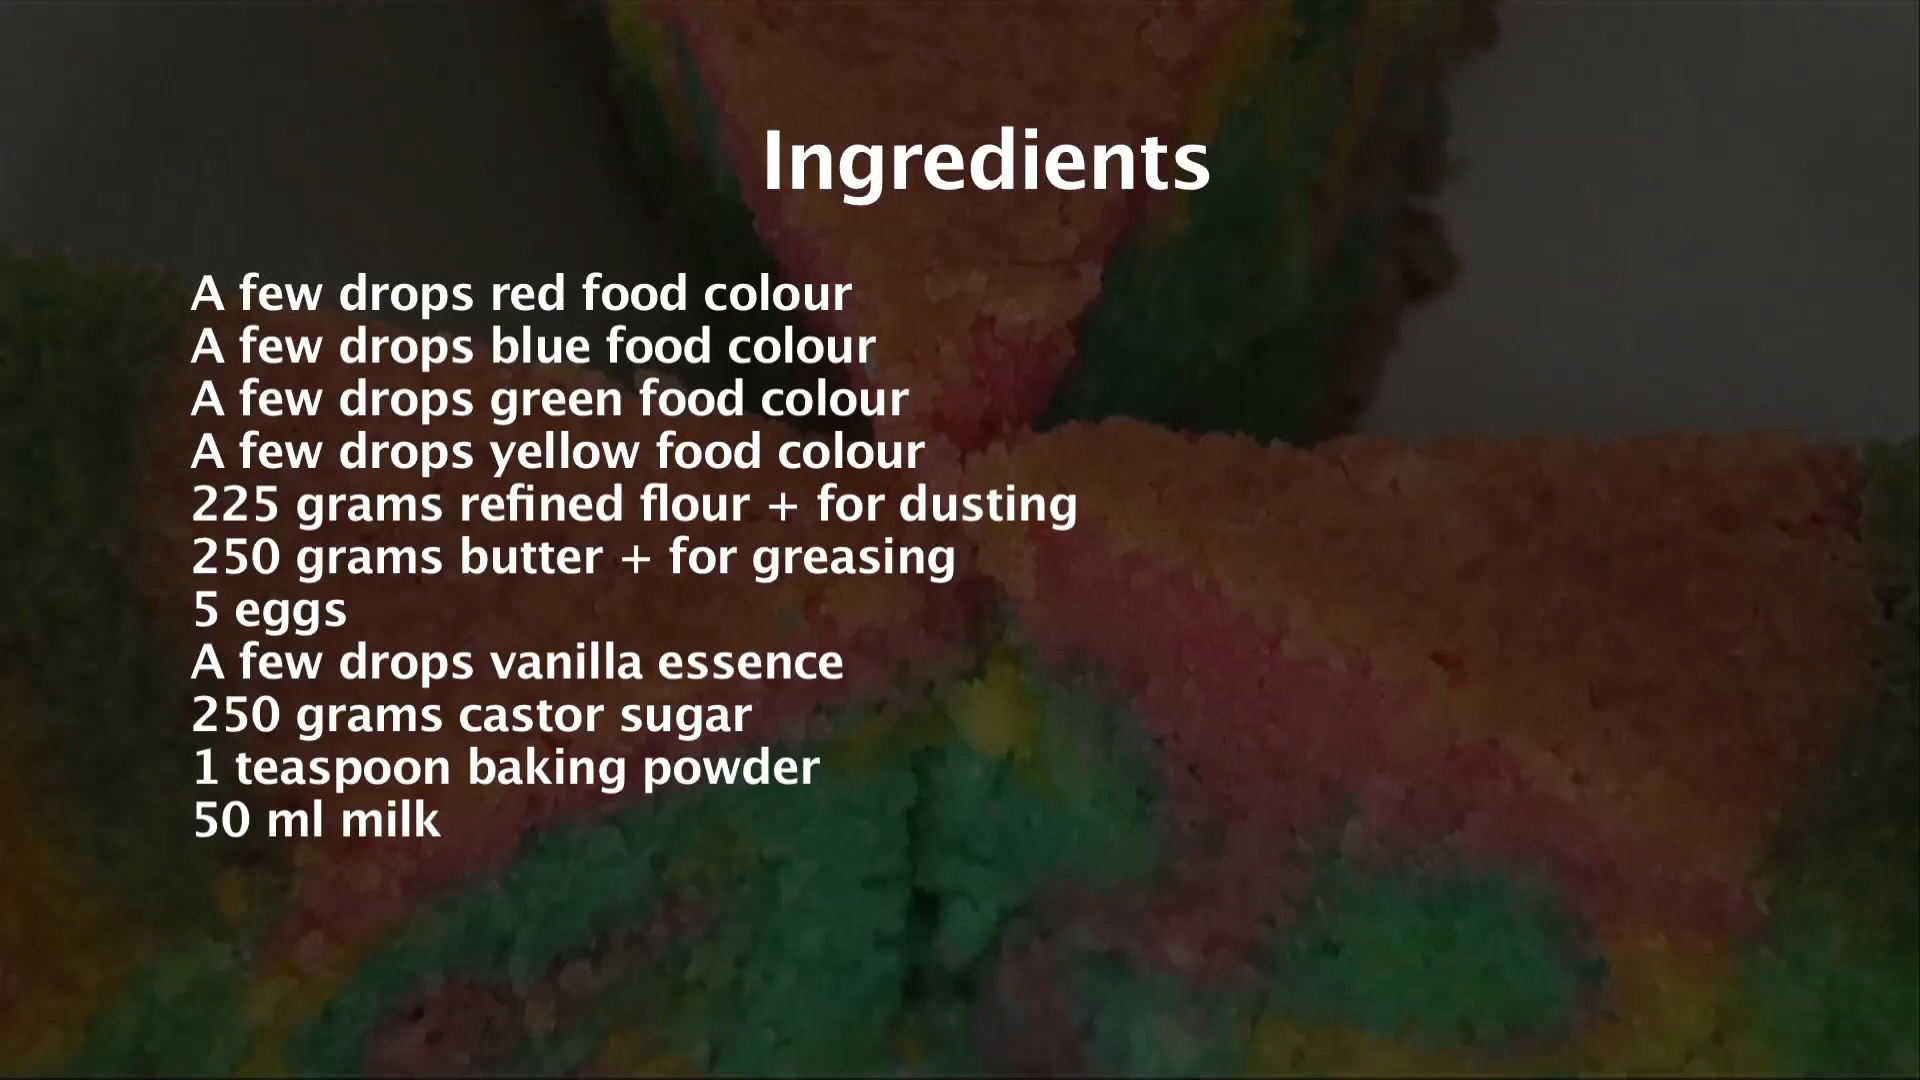 Ingredients
A few drops red food colour
A few drops blue food colour
A few drops green food colour
A few drops yellow food colour
225 grams refined flour + for dusting
250 grams butter + for greasing
5 eggs
A few drops vanilla essence
250 grams castor sugar
1 teaspoon baking powder
50 ml milk